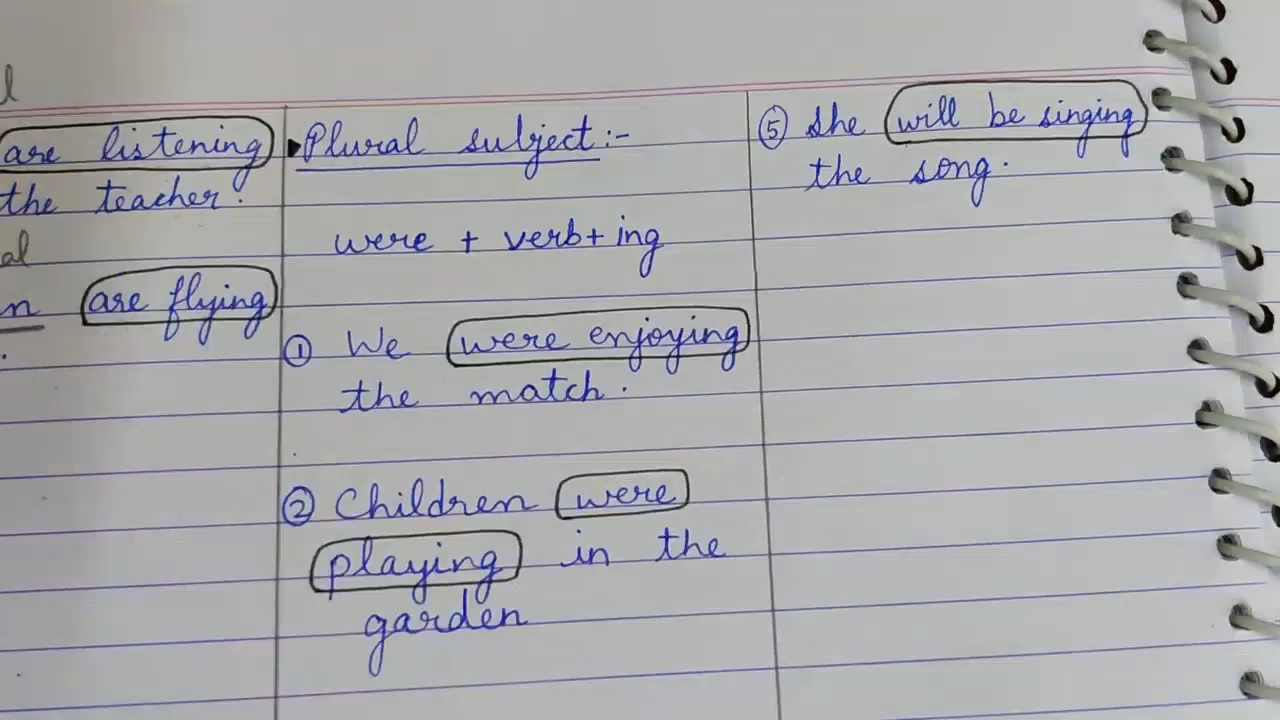 are listening
the teacher.
are flying
Plural subject:-
were + verb+ing
① We were enjoying
the match.
② Children were
playing in the
garden
⑤ She will be singing
the song.